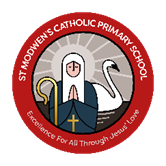 ST MODWEN'S CATHOLIC PRIMARY SCHOOL
Excellence For All Through Jesus' Love